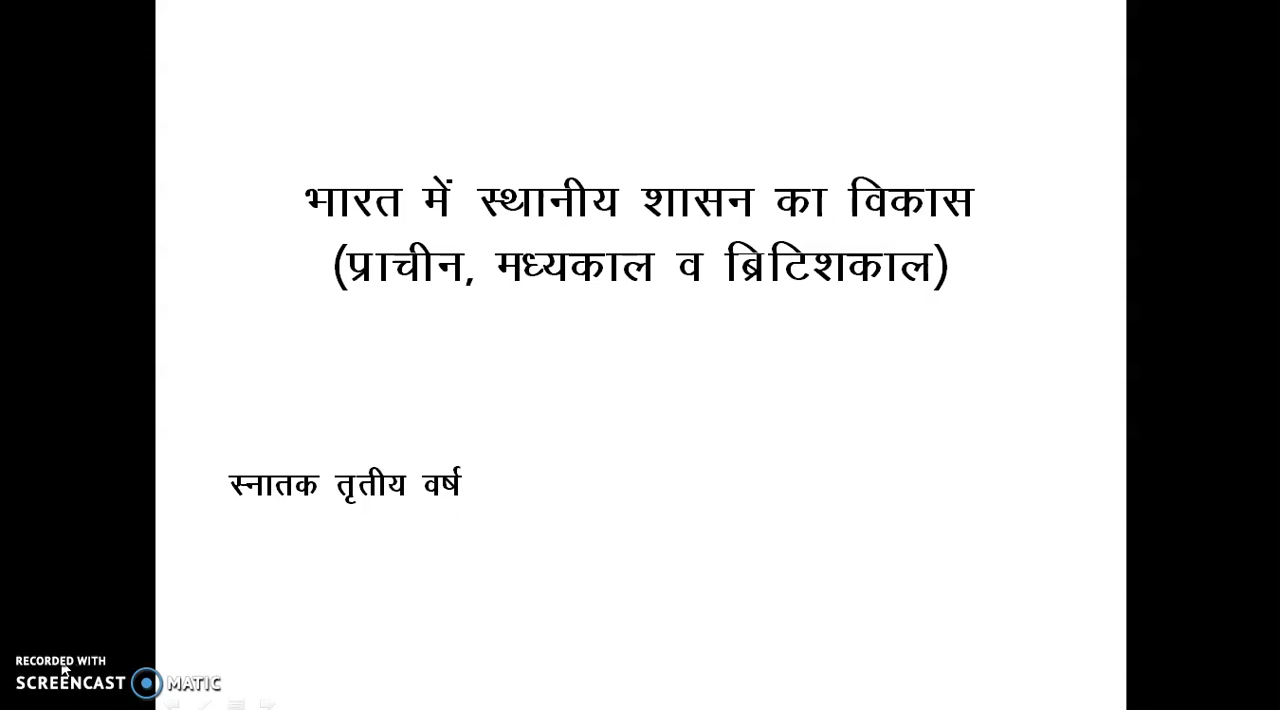 भारत में स्थानीय शासन का विकास
(प्राचीन, मध्यकाल व ब्रिटिशकाल)
स्नातक तृतीय वर्ष
RECORDED WITH
SCREENCAST MATIC